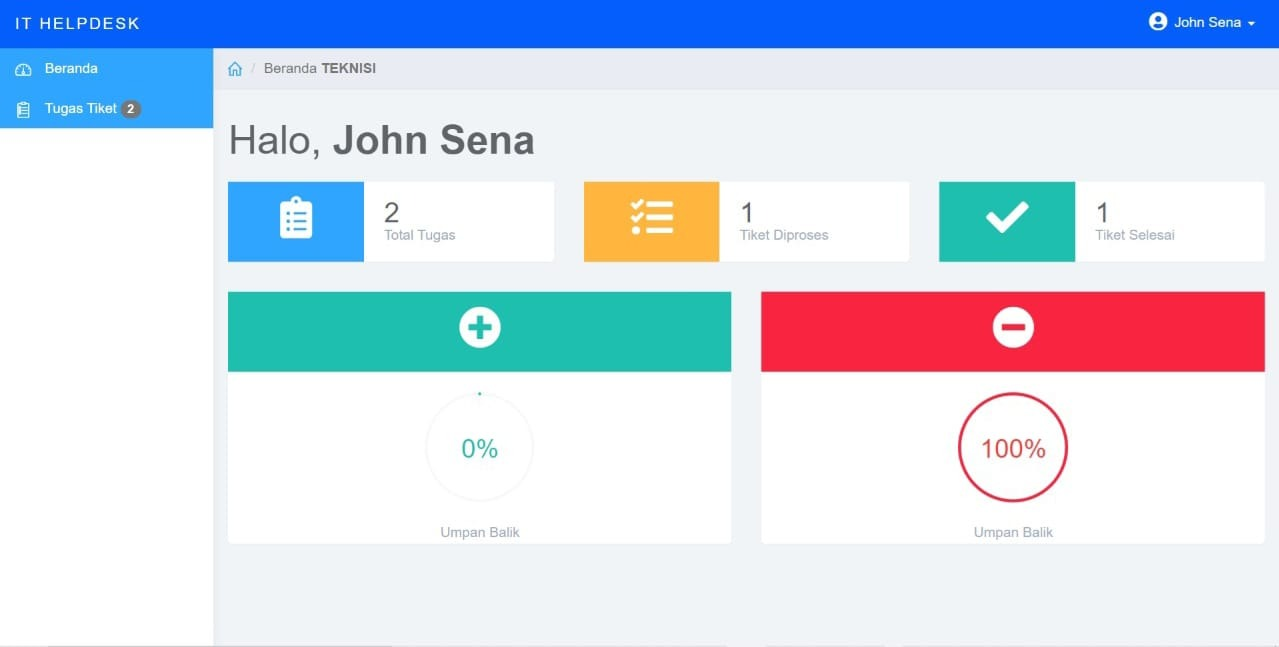 IT HELPDESK
John Sena
Beranda
Tugas Tiket 2
/ Beranda TEKNISI
Halo, John Sena
2
Total Tugas
1
Tiket Diproses
1
Tiket Selesai
0%
Umpan Balik
100%
Umpan Balik